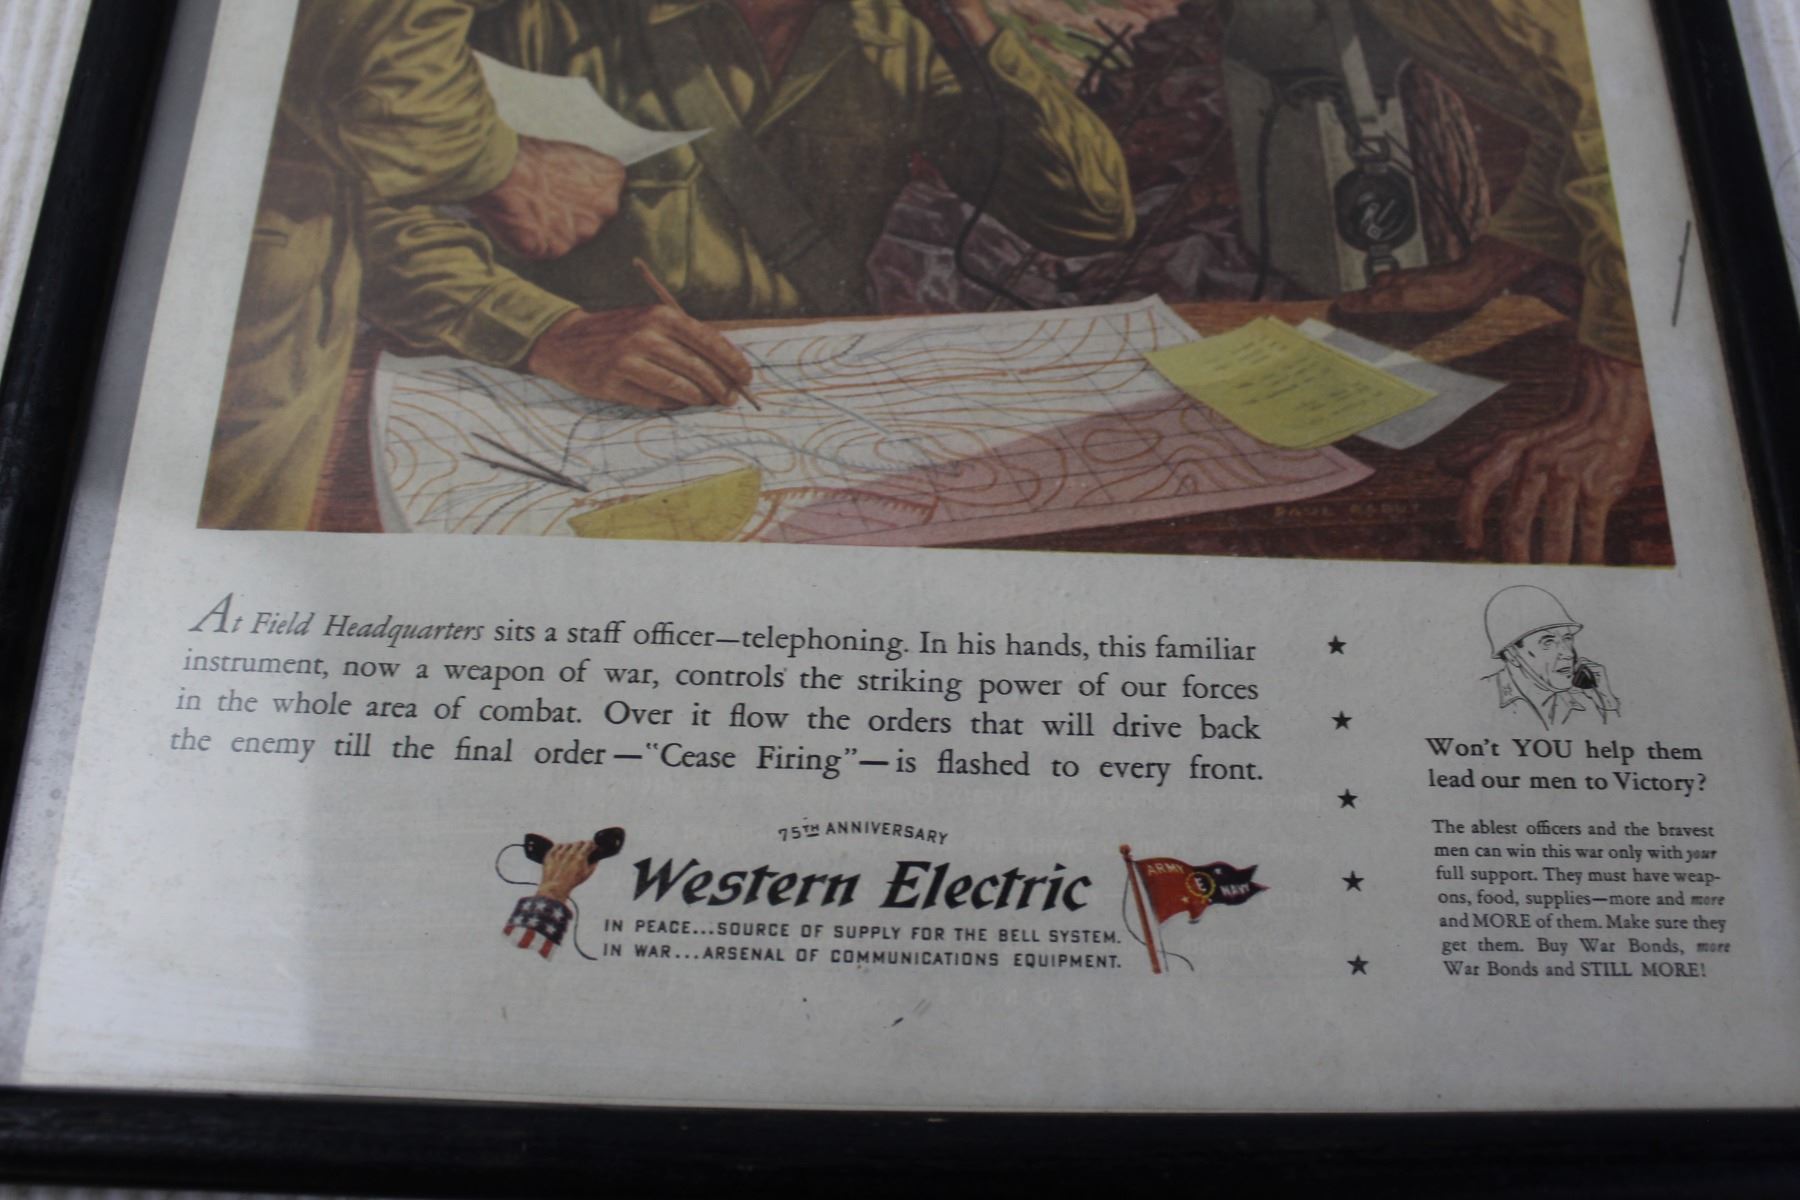 At Field Headquarters sits a staff officer—telephoning. In his hands, this familiar
instrument, now a weapon of war, controls the striking power of our forces
in the whole area of combat. Over it flow the orders that will drive back
the enemy till the final order—"Cease Firing"—is flashed to every front.
75TH ANNIVERSARY
Western Electric
IN PEACE...SOURCE OF SUPPLY FOR THE BELL SYSTEM.
IN WAR...ARSENAL OF COMMUNICATIONS EQUIPMENT.
ARMY E NAVY
Won't YOU help them
lead our men to Victory?
The ablest officers and the bravest
men can win this war only with your
full support. They must have weap-
ons, food, supplies—more and more
and MORE of them. Make sure they
get them. Buy War Bonds, more
War Bonds and STILL MORE!